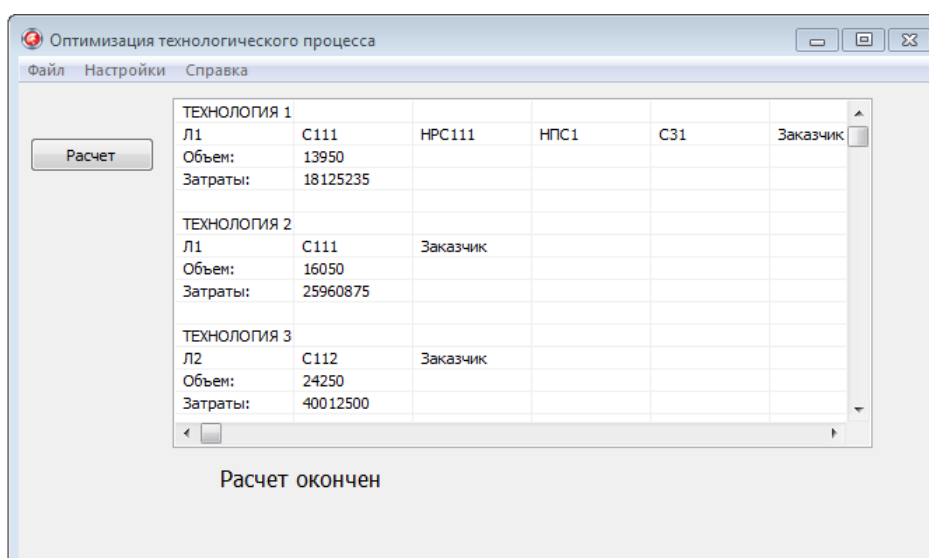 Оптимизация технологического процесса
Файл Настройки Справка
Расчет
ТЕХНОЛОГИЯ 1
Л1 С111 НРС111 НПС1 С31 Заказчик
Объем: 13950
Затраты: 18125235
ТЕХНОЛОГИЯ 2
Л1 С111 Заказчик
Объем: 16050
Затраты: 25960875
ТЕХНОЛОГИЯ 3
Л2 С112 Заказчик
Объем: 24250
Затраты: 40012500
Расчет окончен